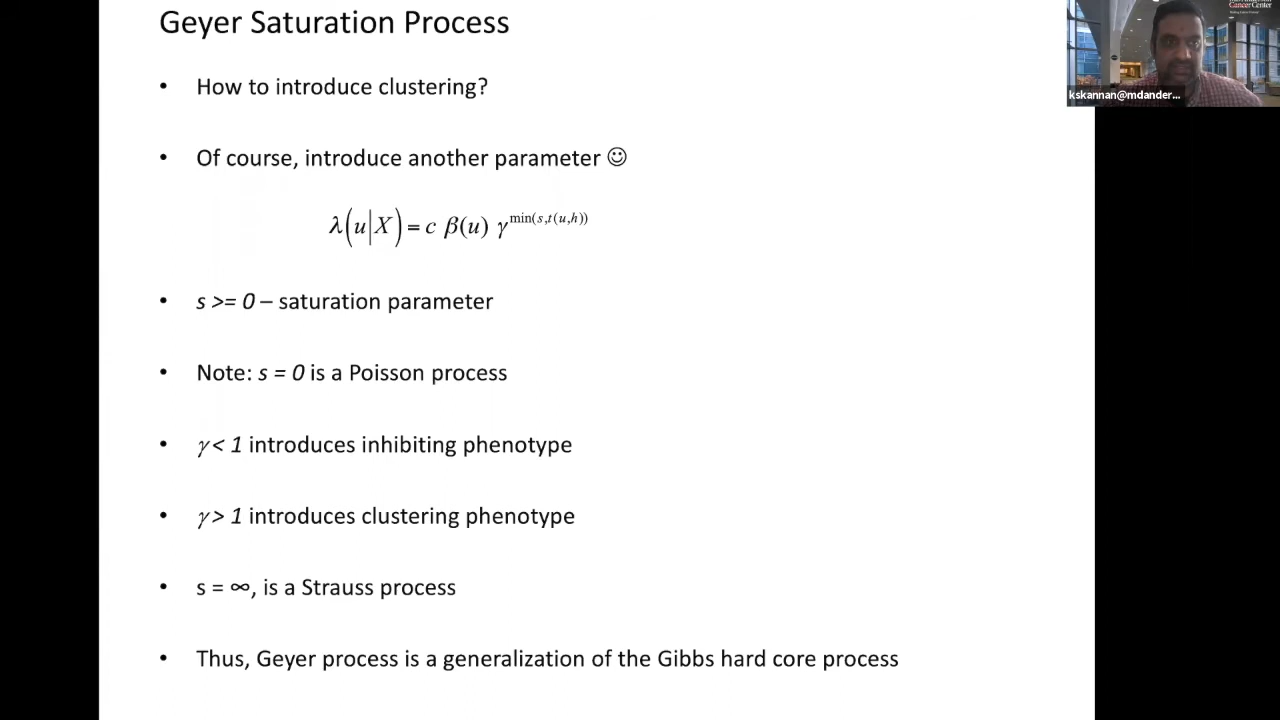 Geyer Saturation Process
Cancer Center
kskannan@mdander...
• How to introduce clustering?
• Of course, introduce another parameter ☺
λ(u|X) = c β(u) γ^min(s,t(u,h))
• s >= 0 – saturation parameter
• Note: s = 0 is a Poisson process
• γ < 1 introduces inhibiting phenotype
• γ > 1 introduces clustering phenotype
• s = ∞, is a Strauss process
• Thus, Geyer process is a generalization of the Gibbs hard core process